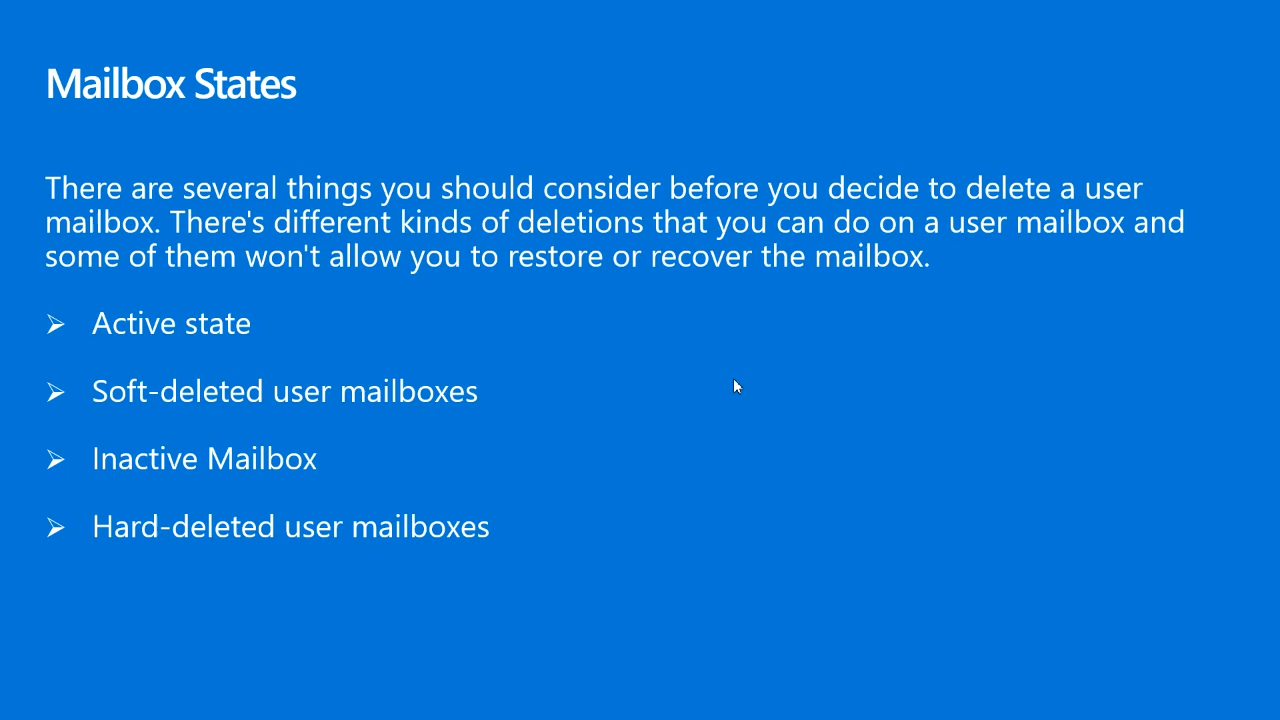 Mailbox States
There are several things you should consider before you decide to delete a user
mailbox. There's different kinds of deletions that you can do on a user mailbox and
some of them won't allow you to restore or recover the mailbox.
➢ Active state
➢ Soft-deleted user mailboxes
➢ Inactive Mailbox
➢ Hard-deleted user mailboxes